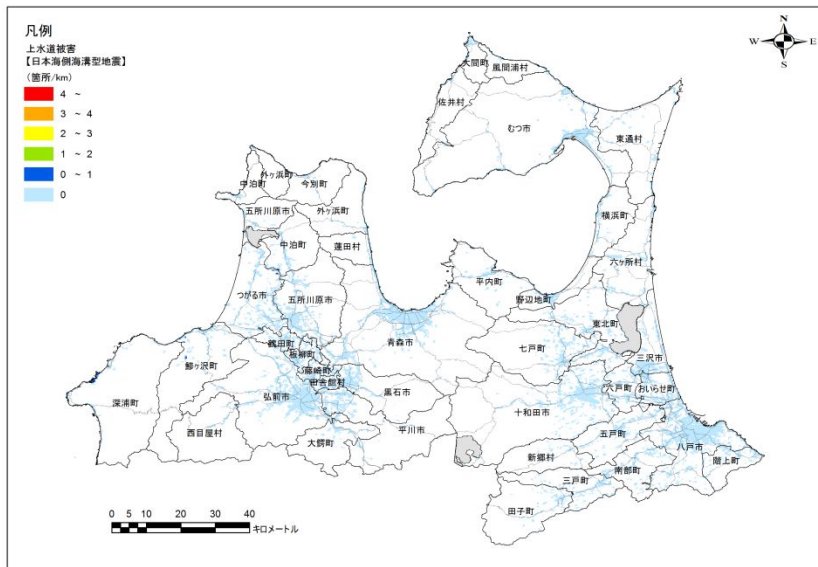 凡例
上水道被害
【日本海側海溝型地震】
(箇所/km)
4 ~
3 ~ 4
2 ~ 3
1 ~ 2
0 ~ 1
0
N
W E
S
大間町
風間浦村
佐井村
むつ市
東通村
外ヶ浜町
中泊町
今別町
五所川原市
外ヶ浜町
横浜町
中泊町
蓬田村
六ヶ所村
平内町
つがる市
五所川原市
野辺地町
東北町
青森市
鶴田町
七戸町
板柳町
三沢市
鰺ヶ沢町
藤崎町
田舎館村
六戸町
おいらせ町
黒石市
深浦町
弘前市
十和田市
西目屋村
平川市
五戸町
大鰐町
八戸市
新郷村
南部町
階上町
三戸町
田子町
0 5 10 20 30 40
キロメートル